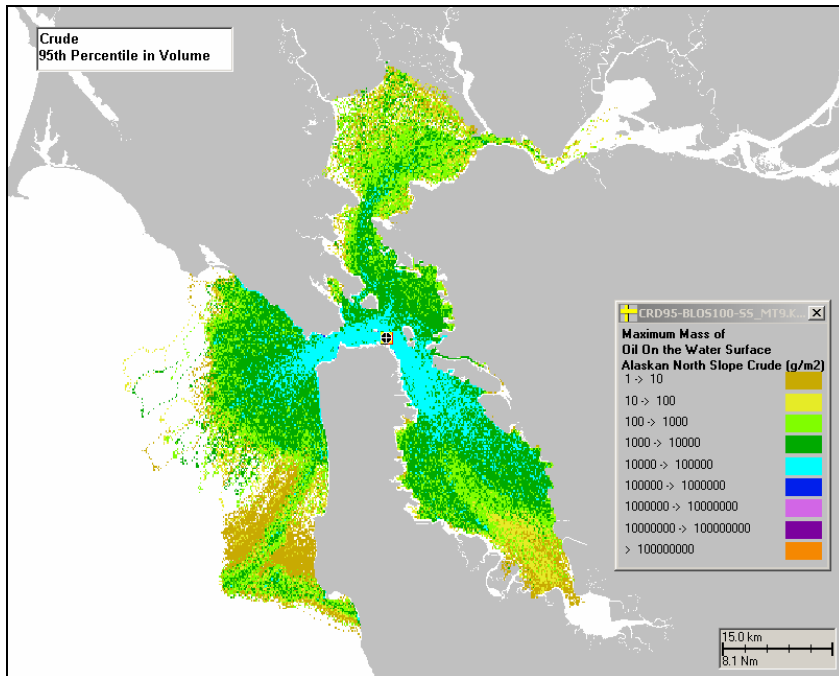 Crude
95th Percentile in Volume
CRD95-BLOS100-SS_MT9.K...
Maximum Mass of
Oil On the Water Surface
Alaskan North Slope Crude (g/m2)
1 -> 10
10 -> 100
100 -> 1000
1000 -> 10000
10000 -> 100000
100000 -> 1000000
1000000 -> 10000000
10000000 -> 100000000
> 100000000
15.0 km
8.1 Nm